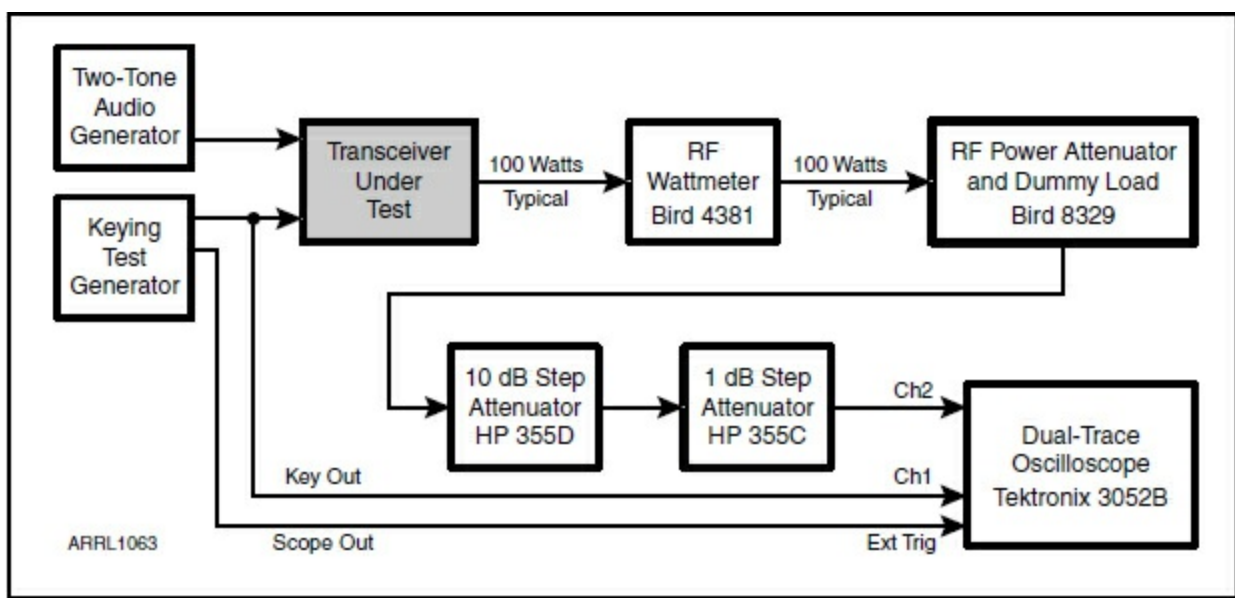 Two-Tone
Audio
Generator
Keying
Test
Generator
Transceiver
Under
Test
100 Watts
Typical
RF
Wattmeter
Bird 4381
100 Watts
Typical
RF Power Attenuator
and Dummy Load
Bird 8329
10 dB Step
Attenuator
HP 355D
1 dB Step
Attenuator
HP 355C
Ch2
Dual-Trace
Oscilloscope
Tektronix 3052B
Key Out
Ch1
ARRL1063
Scope Out
Ext Trig